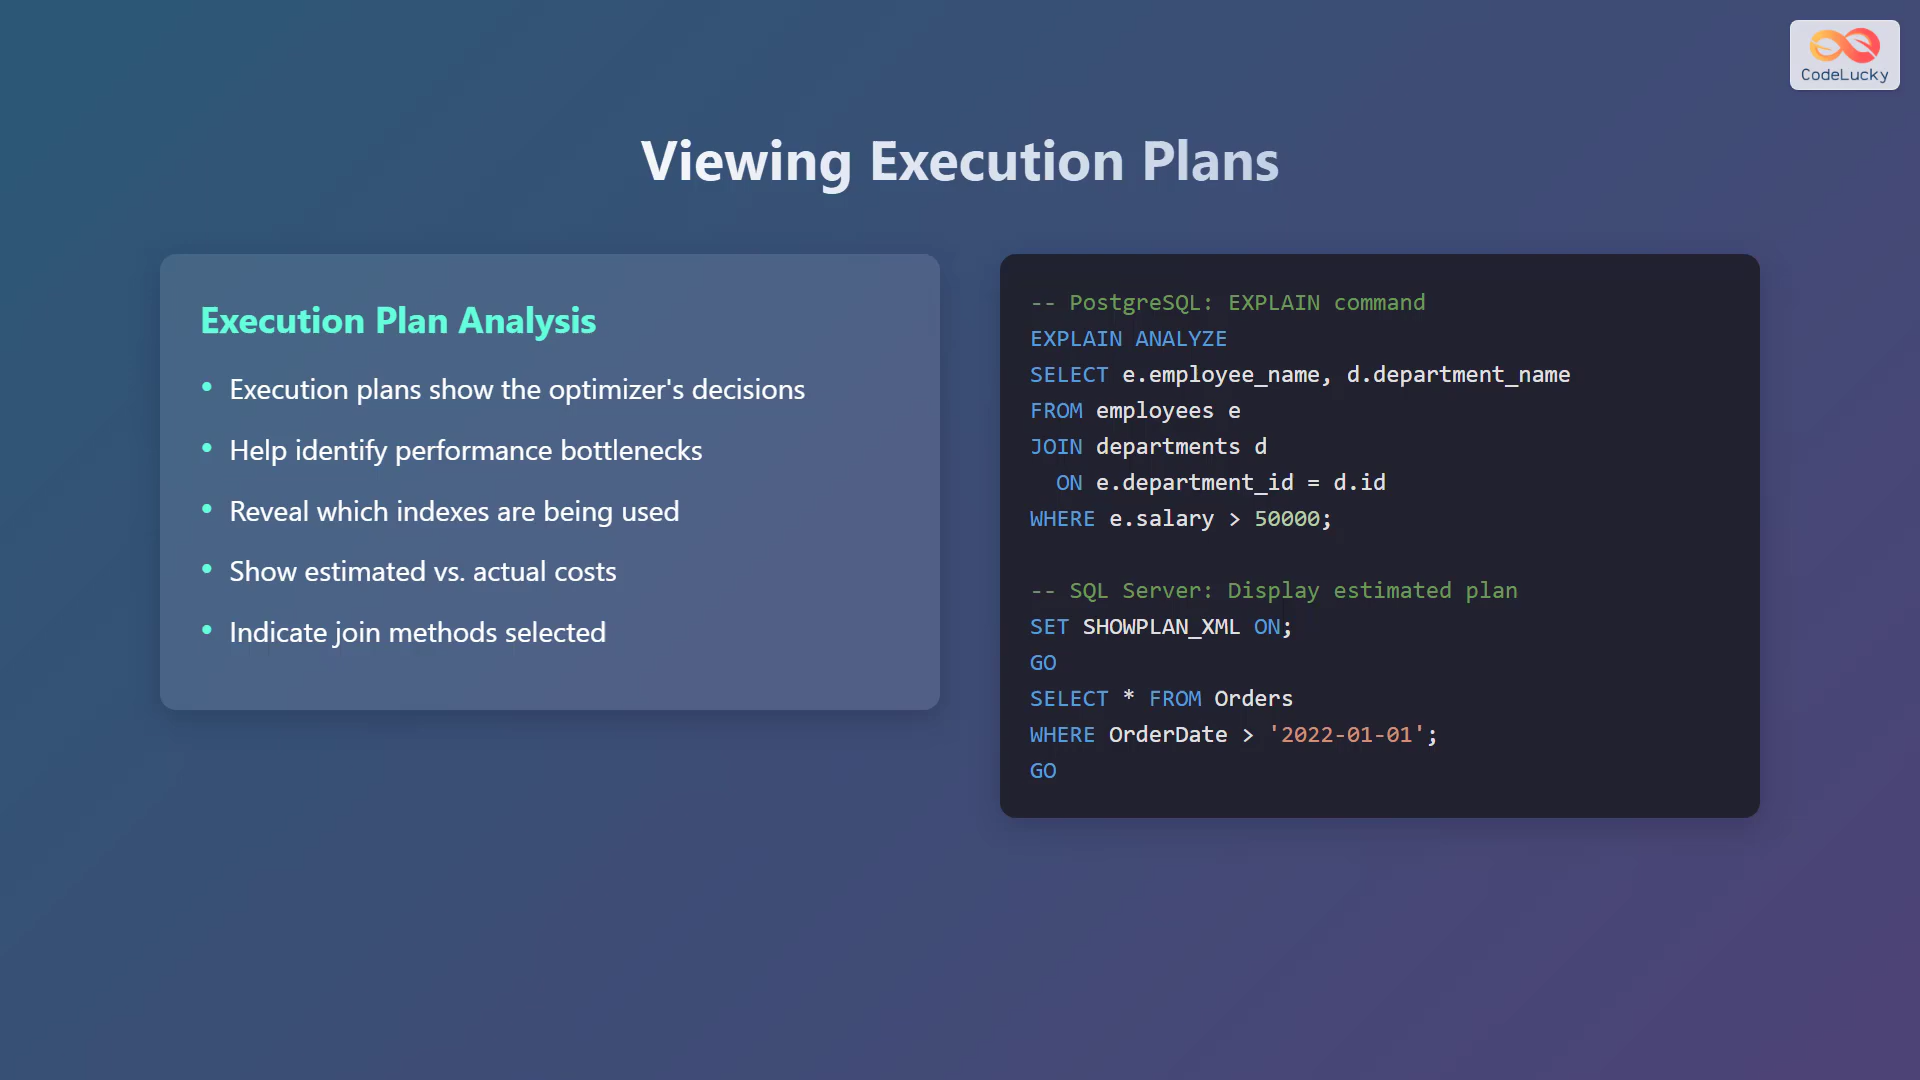 CodeLucky
Viewing Execution Plans
Execution Plan Analysis
• Execution plans show the optimizer's decisions
• Help identify performance bottlenecks
• Reveal which indexes are being used
• Show estimated vs. actual costs
• Indicate join methods selected
-- PostgreSQL: EXPLAIN command
EXPLAIN ANALYZE
SELECT e.employee_name, d.department_name
FROM employees e
JOIN departments d
  ON e.department_id = d.id
WHERE e.salary > 50000;

-- SQL Server: Display estimated plan
SET SHOWPLAN_XML ON;
GO
SELECT * FROM Orders
WHERE OrderDate > '2022-01-01';
GO